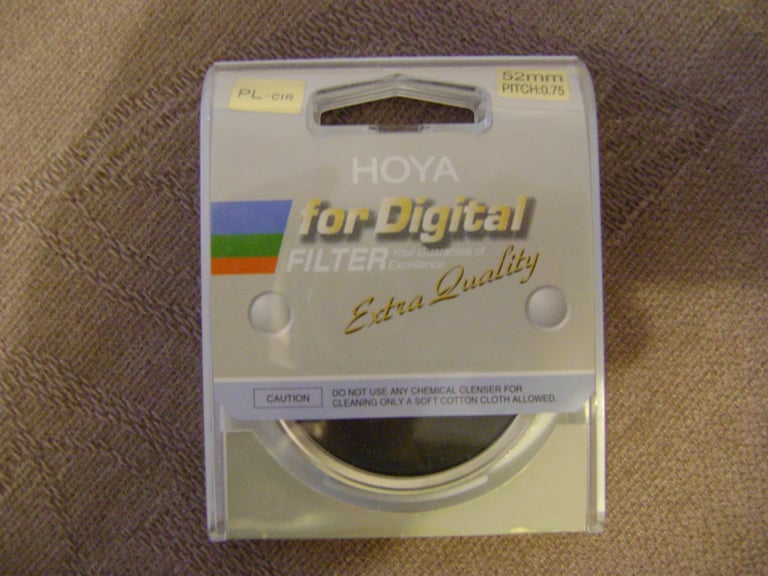 PL-CIR
52mm
PITCH:0.75
HOYA
for Digital
FILTER Your Guarantee of
Excellence
Extra Quality
CAUTION
DO NOT USE ANY CHEMICAL CLENSER FOR
CLEANING ONLY A SOFT COTTON CLOTH ALLOWED.